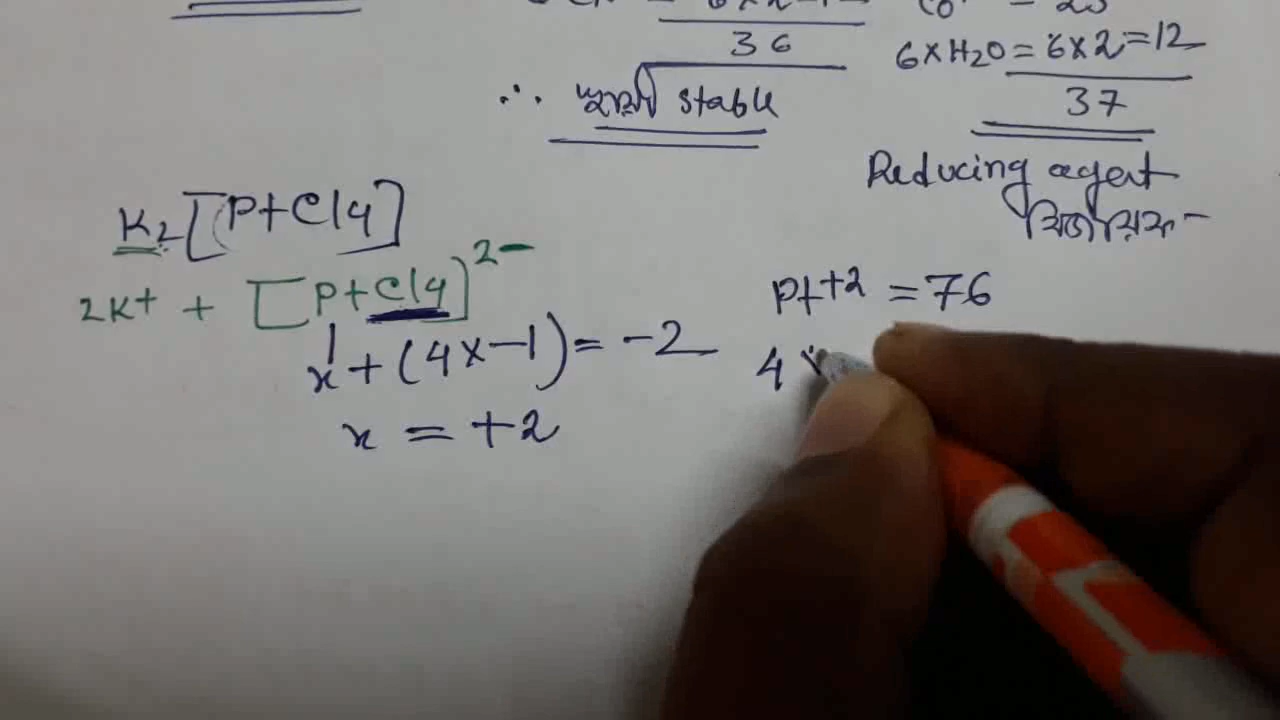 36
∴ stable
6×H2O = 6×2 = 12
37
Reducing agent
K2[PtCl4]
2K+ + [PtCl4]2-
x + (4x-1) = -2
x = +2
Pt+2 = 76
4×